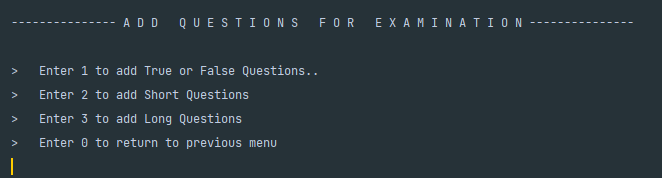 --------------- A D D   Q U E S T I O N S   F O R   E X A M I N A T I O N ---------------
>   Enter 1 to add True or False Questions..
>   Enter 2 to add Short Questions
>   Enter 3 to add Long Questions
>   Enter 0 to return to previous menu